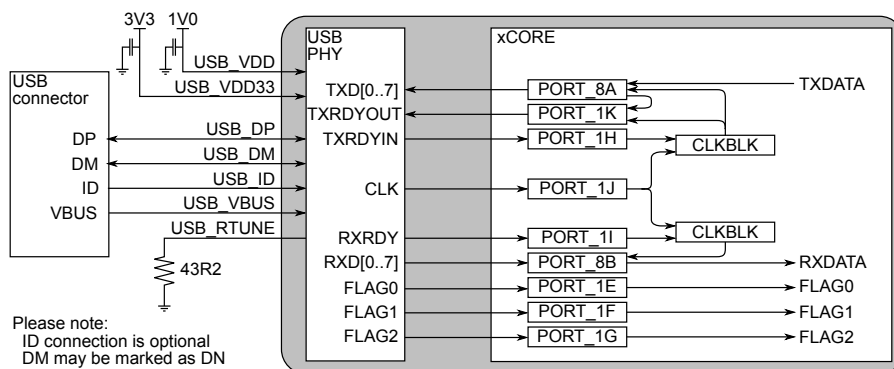 3V3 1V0
USB
PHY
xCORE
USB_VDD
USB
connector
USB_VDD33
TXD[0..7] PORT_8A TXDATA
TXRDYOUT PORT_1K
DP USB_DP TXRDYIN PORT_1H CLKBLK
DM USB_DM
ID USB_ID CLK PORT_1J
VBUS USB_VBUS
USB_RTUNE RXRDY PORT_1I CLKBLK
43R2 RXD[0..7] PORT_8B RXDATA
FLAG0 PORT_1E FLAG0
FLAG1 PORT_1F FLAG1
FLAG2 PORT_1G FLAG2
Please note:
ID connection is optional
DM may be marked as DN